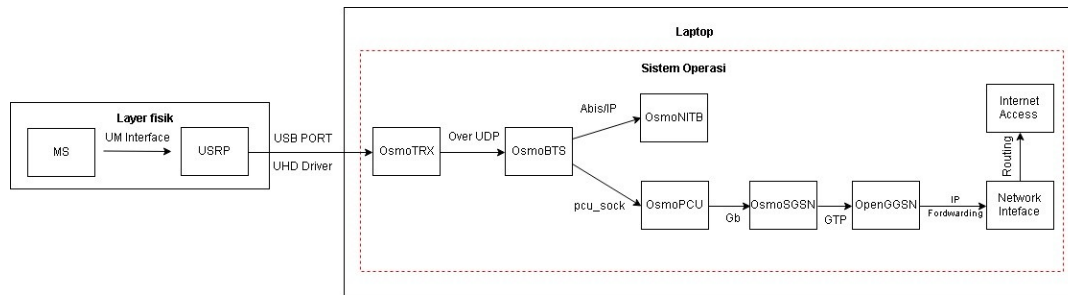 Laptop
Sistem Operasi
Layer fisik
MS
UM Interface
USRP
USB PORT
UHD Driver
OsmoTRX
Over UDP
OsmoBTS
Abis/IP
OsmoNITB
pcu_sock
OsmoPCU
Gb
OsmoSGSN
GTP
OpenGGSN
IP
Fordwarding
Network
Inteface
Routing
Internet
Access